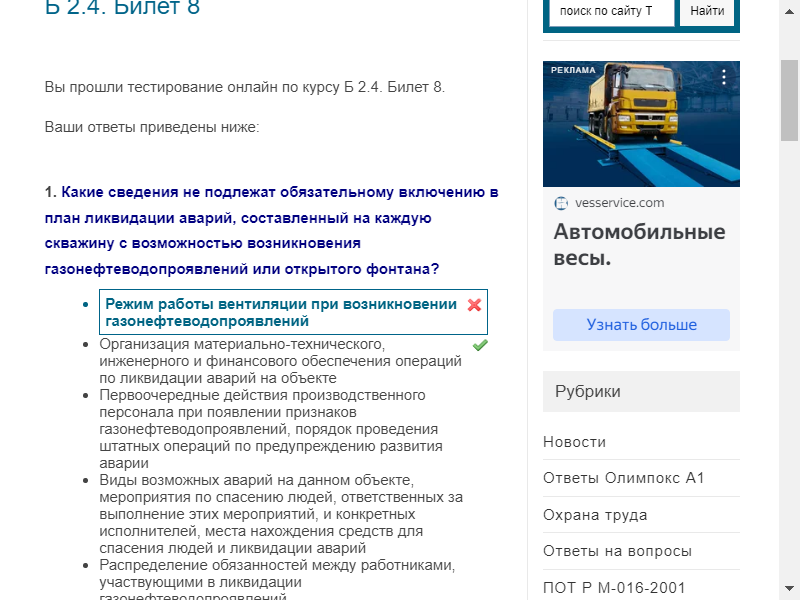 Б 2.4. Билет 8
Вы прошли тестирование онлайн по курсу Б 2.4. Билет 8.
Ваши ответы приведены ниже:
1. Какие сведения не подлежат обязательному включению в
план ликвидации аварий, составленный на каждую
скважину с возможностью возникновения
газонефтеводопроявлений или открытого фонтана?
Режим работы вентиляции при возникновении
газонефтеводопроявлений
Организация материально-технического,
инженерного и финансового обеспечения операций
по ликвидации аварий на объекте
Первоочередные действия производственного
персонала при появлении признаков
газонефтеводопроявлений, порядок проведения
штатных операций по предупреждению развития
аварии
Виды возможных аварий на данном объекте,
мероприятия по спасению людей, ответственных за
выполнение этих мероприятий, и конкретных
исполнителей, места нахождения средств для
спасения людей и ликвидации аварий
Распределение обязанностей между работниками,
участвующими в ликвидации
газонефтеводопроявлений
поиск по сайту Т
Найти
РЕКЛАМА
vesservice.com
Автомобильные
весы.
Узнать больше
Рубрики
Новости
Ответы Олимпокс А1
Охрана труда
Ответы на вопросы
ПОТ Р М-016-2001